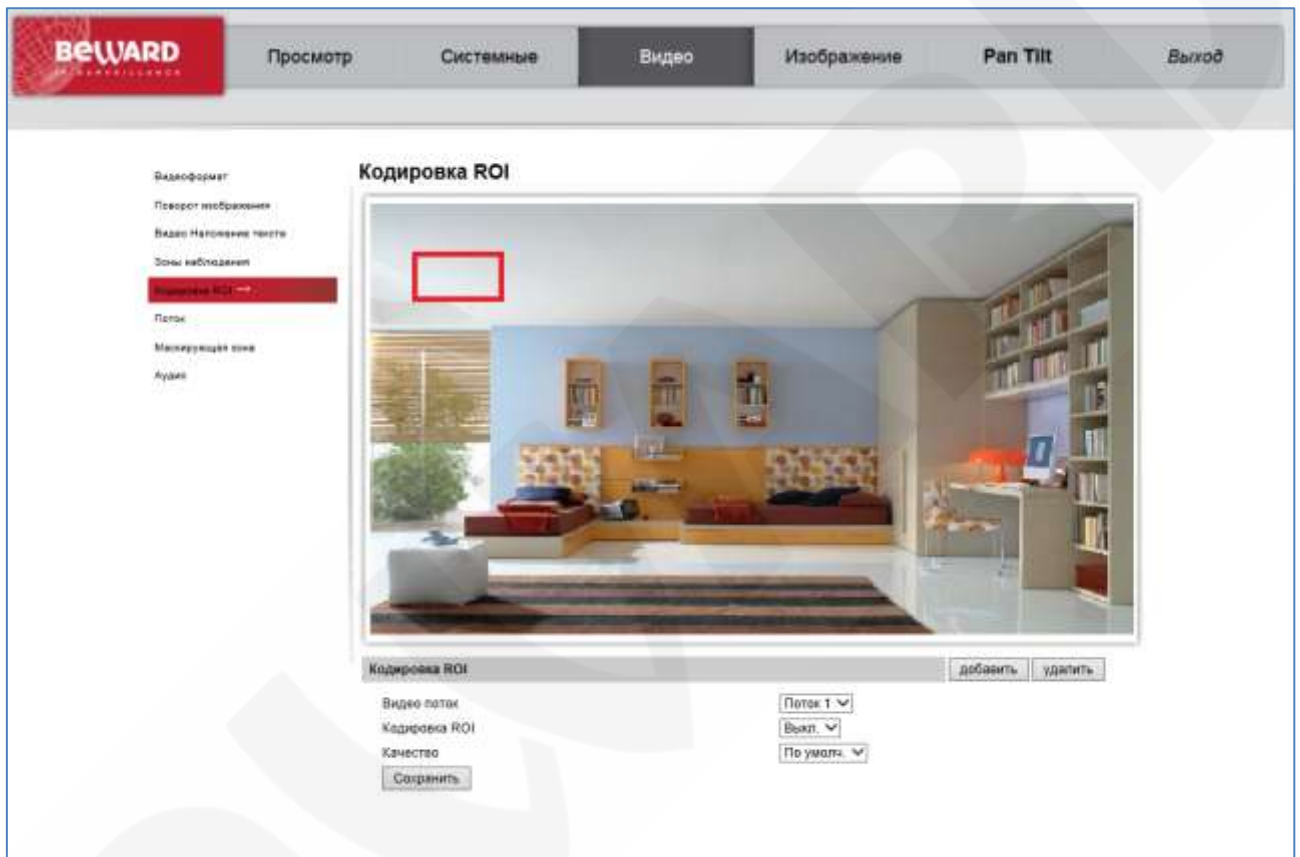 BEWARD
Просмотр
Системные
Видео
Изображение
Pan Tilt
Выход
Видеоформат
Поворот изображения
Видео Наложение текста
Зоны наблюдения
Кодировка ROI
Поток
Маскирующая зона
Аудио
Кодировка ROI
Кодировка ROI
добавить
удалить
Видео поток
Поток 1
Кодировка ROI
Выкл.
Качество
По умолч.
Сохранить